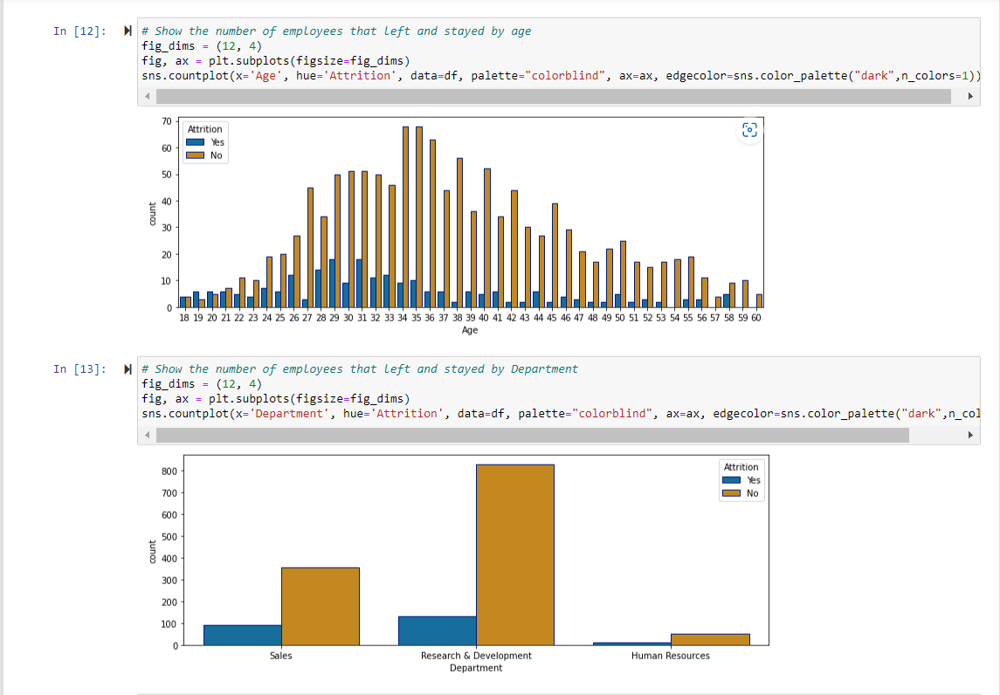 In [12]:
# Show the number of employees that left and stayed by age
fig_dims = (12, 4)
fig, ax = plt.subplots(figsize=fig_dims)
sns.countplot(x='Age', hue='Attrition', data=df, palette="colorblind", ax=ax, edgecolor=sns.color_palette("dark",n_colors=1))
Attrition
Yes
No
70
60
50
40
30
20
10
0
count
18 19 20 21 22 23 24 25 26 27 28 29 30 31 32 33 34 35 36 37 38 39 40 41 42 43 44 45 46 47 48 49 50 51 52 53 54 55 56 57 58 59 60
Age
In [13]:
# Show the number of employees that left and stayed by Department
fig_dims = (12, 4)
fig, ax = plt.subplots(figsize=fig_dims)
sns.countplot(x='Department', hue='Attrition', data=df, palette="colorblind", ax=ax, edgecolor=sns.color_palette("dark",n_col
Attrition
Yes
No
800
700
600
500
400
300
200
100
0
count
Sales Research & Development Human Resources
Department